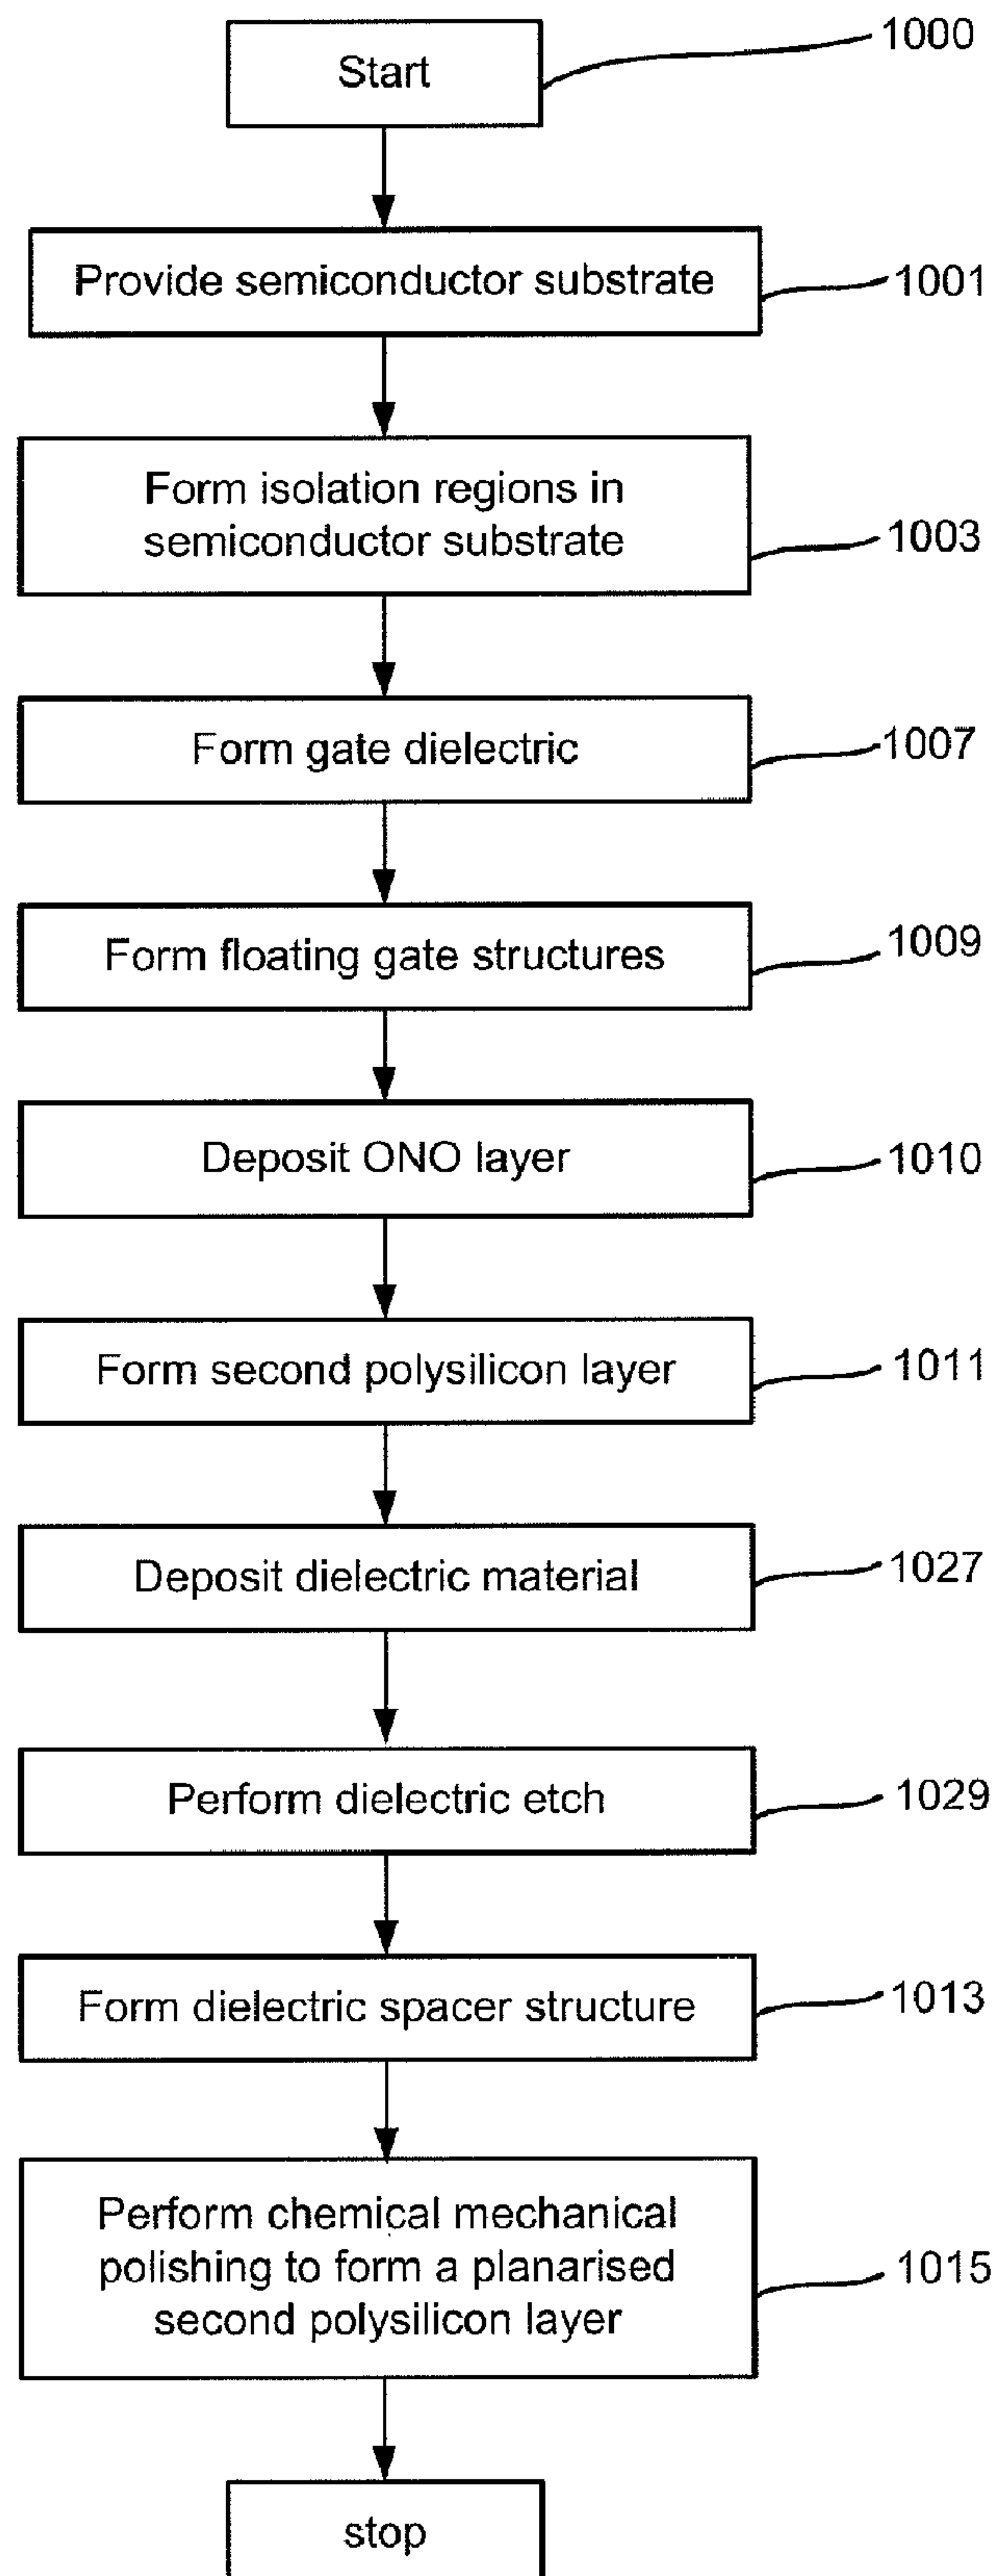 Start
1000
Provide semiconductor substrate
1001
Form isolation regions in
semiconductor substrate
1003
Form gate dielectric
1007
Form floating gate structures
1009
Deposit ONO layer
1010
Form second polysilicon layer
1011
Deposit dielectric material
1027
Perform dielectric etch
1029
Form dielectric spacer structure
1013
Perform chemical mechanical
polishing to form a planarised
second polysilicon layer
1015
stop